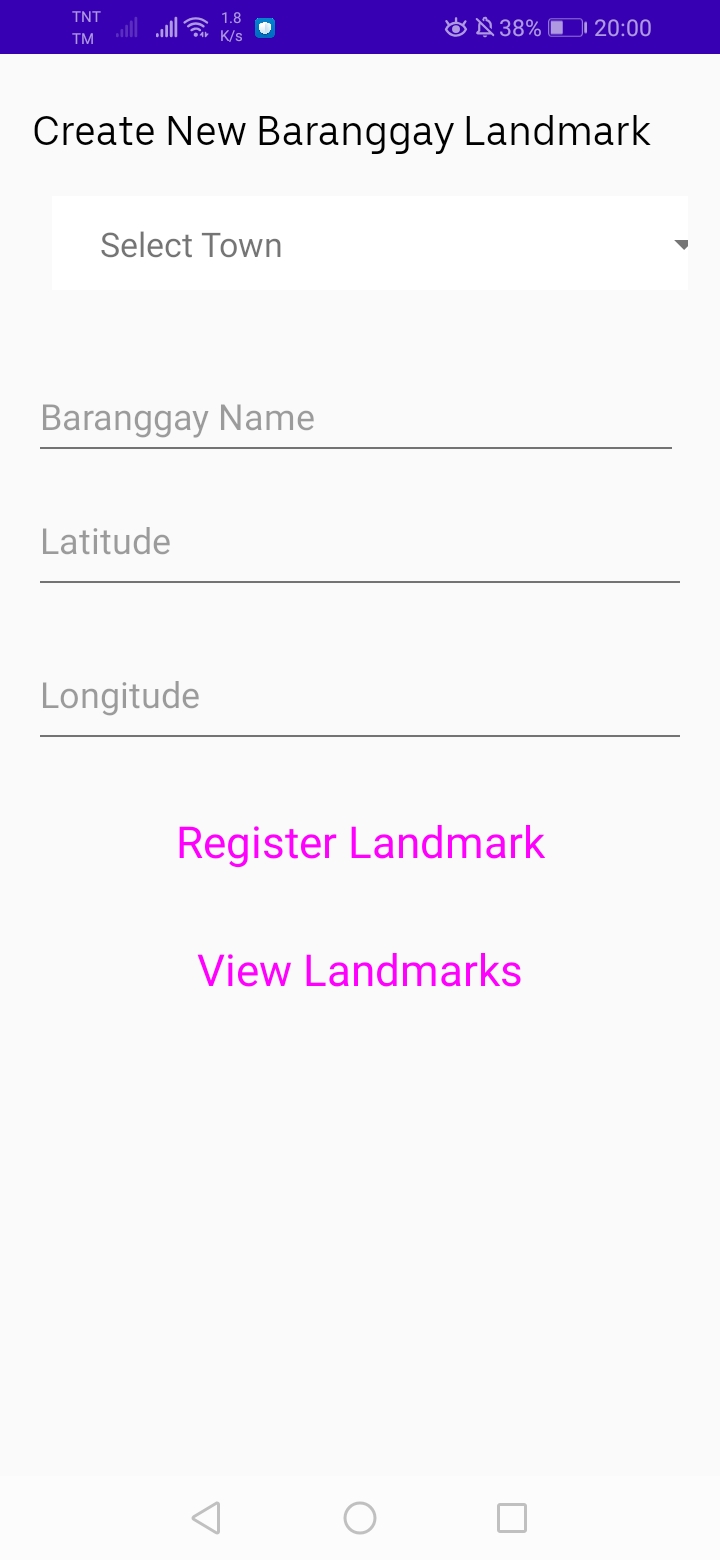 TNT
TM
1.8
K/s
38%
20:00
Create New Baranggay Landmark
Select Town
Baranggay Name
Latitude
Longitude
Register Landmark
View Landmarks